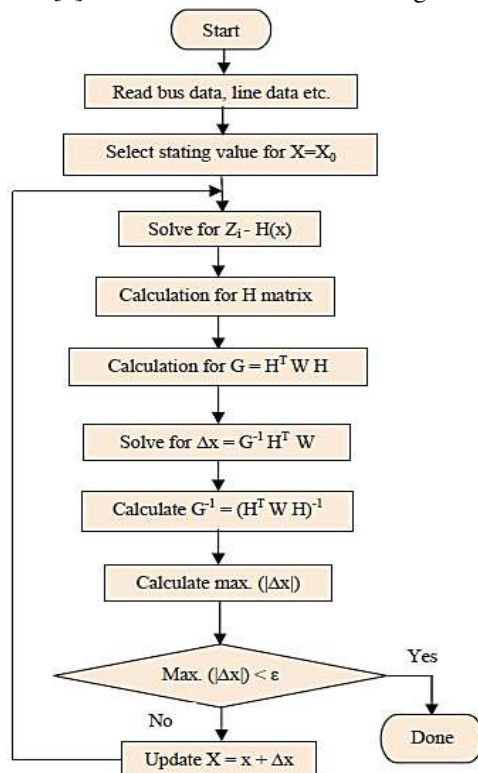 Start
Read bus data, line data etc.
Select stating value for X=X₀
Solve for Zᵢ - H(x)
Calculation for H matrix
Calculation for G = Hᵀ W H
Solve for Δx = G⁻¹ Hᵀ W
Calculate G⁻¹ = (Hᵀ W H)⁻¹
Calculate max. (|Δx|)
Max. (|Δx|) < ε
Yes
No
Done
Update X = x + Δx